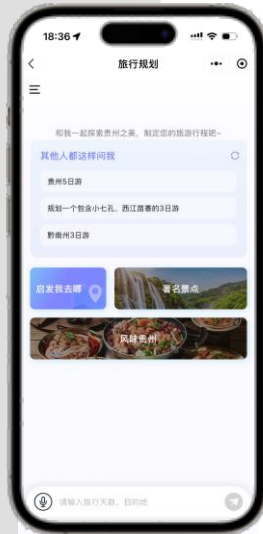 18:36
旅行规划
和我一起探索贵州之美，制定您的旅游行程吧~
其他人都这样问我
贵州5日游
规划一个包含小七孔、西江苗寨的3日游
黔南州3日游
启发我去哪
著名景点
风味贵州
请输入旅行天数、目的地